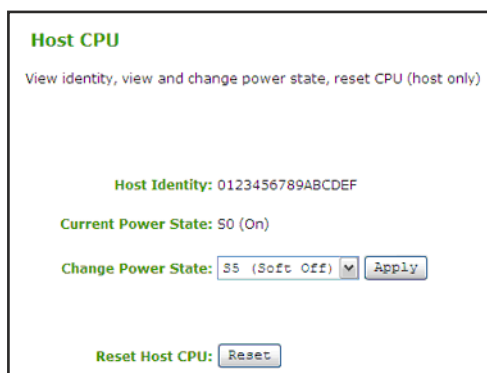 Host CPU
View identity, view and change power state, reset CPU (host only)
Host Identity: 0123456789ABCDEF
Current Power State: S0 (On)
Change Power State: S5 (Soft Off) Apply
Reset Host CPU: Reset